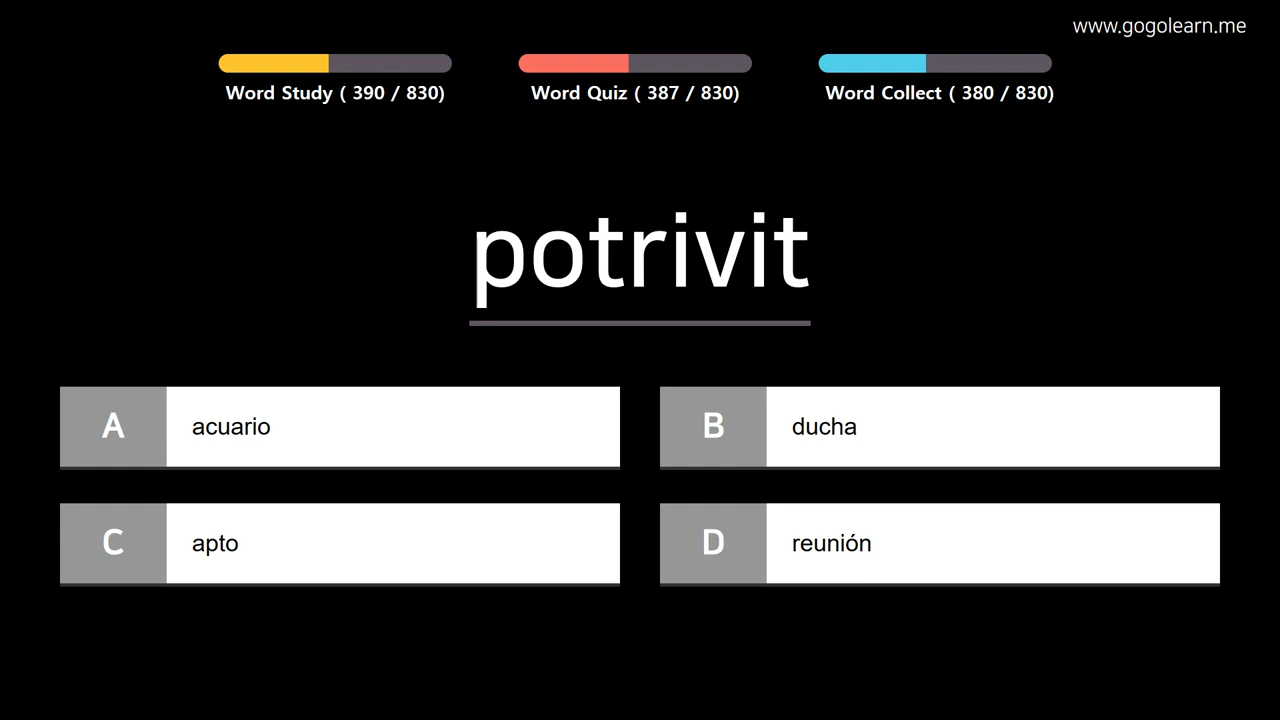 www.gogolearn.me
Word Study ( 390 / 830)
Word Quiz ( 387 / 830)
Word Collect ( 380 / 830)
potrivit
A acuario
B ducha
C apto
D reunión